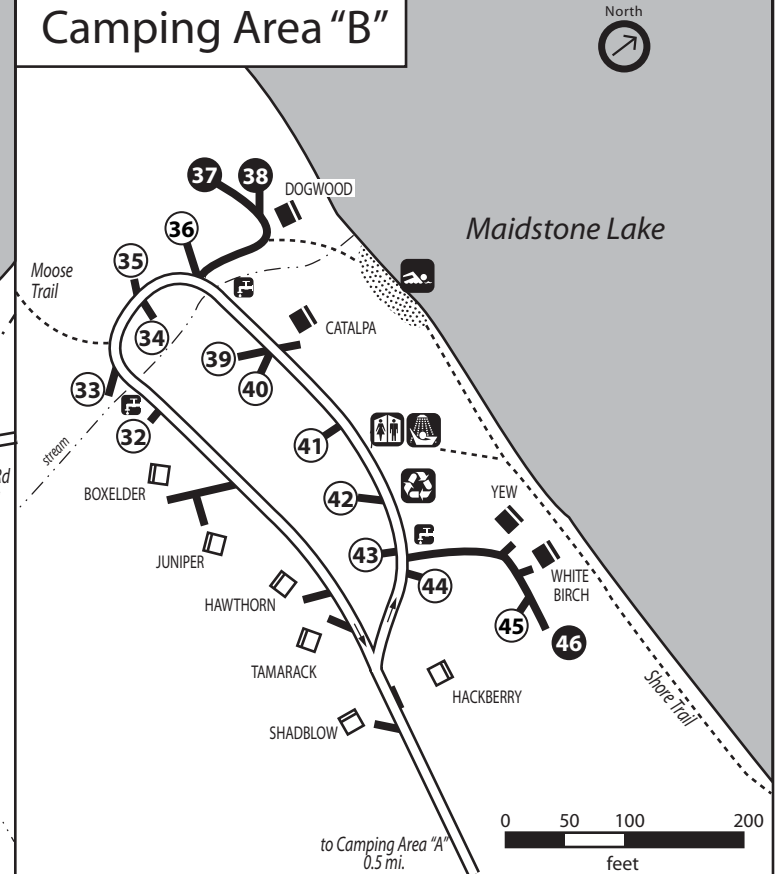 Camping Area “B”
North
37
38
DOGWOOD
36
Maidstone Lake
35
Moose
Trail
34
CATALPA
39
33
40
32
41
stream
Rd
BOXELDER
42
YEW
JUNIPER
43
WHITE
BIRCH
44
HAWTHORN
45
46
TAMARACK
HACKBERRY
Shore Trail
SHADBLOW
0 50 100 200
feet
to Camping Area “A”
0.5 mi.